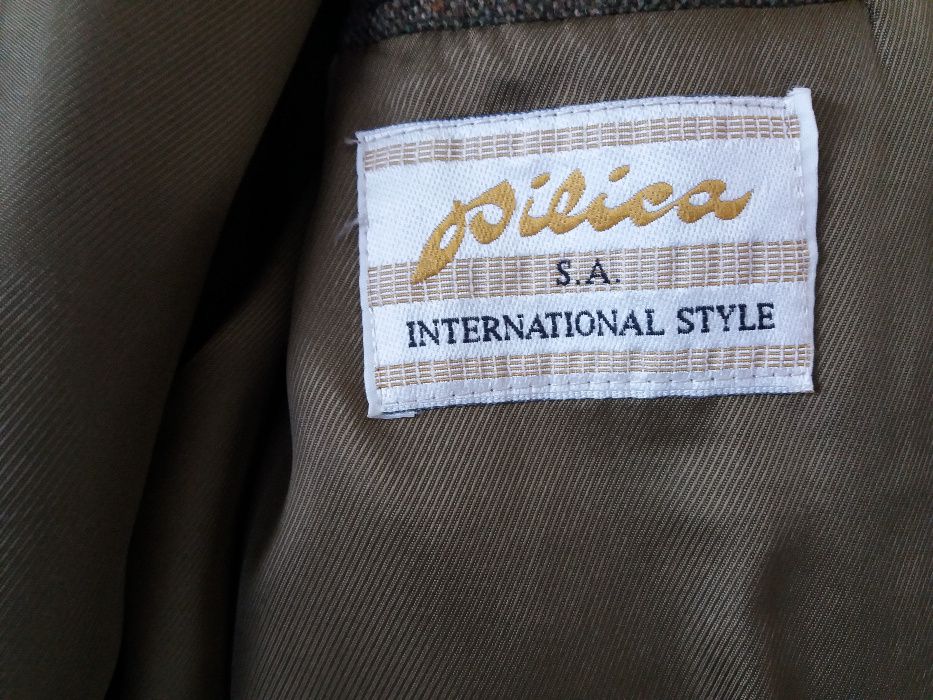 Pilica
S.A.
INTERNATIONAL STYLE